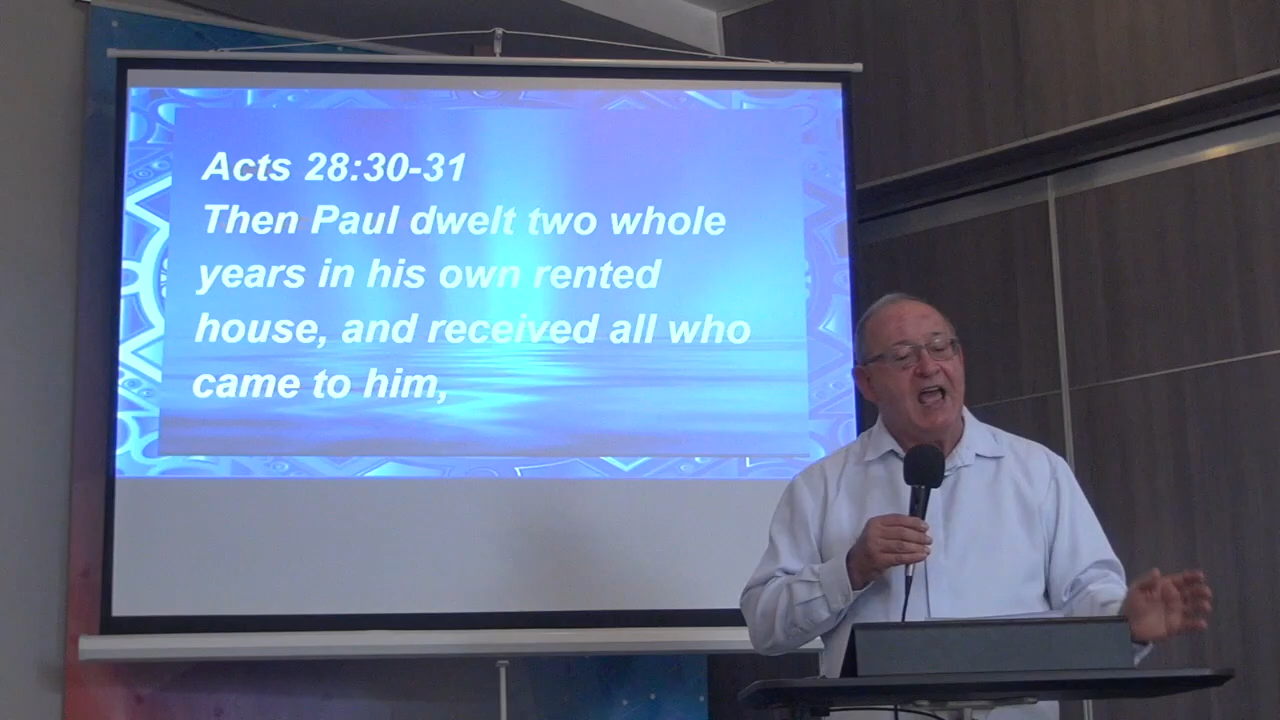 Acts 28:30-31
Then Paul dwelt two whole
years in his own rented
house, and received all who
came to him,